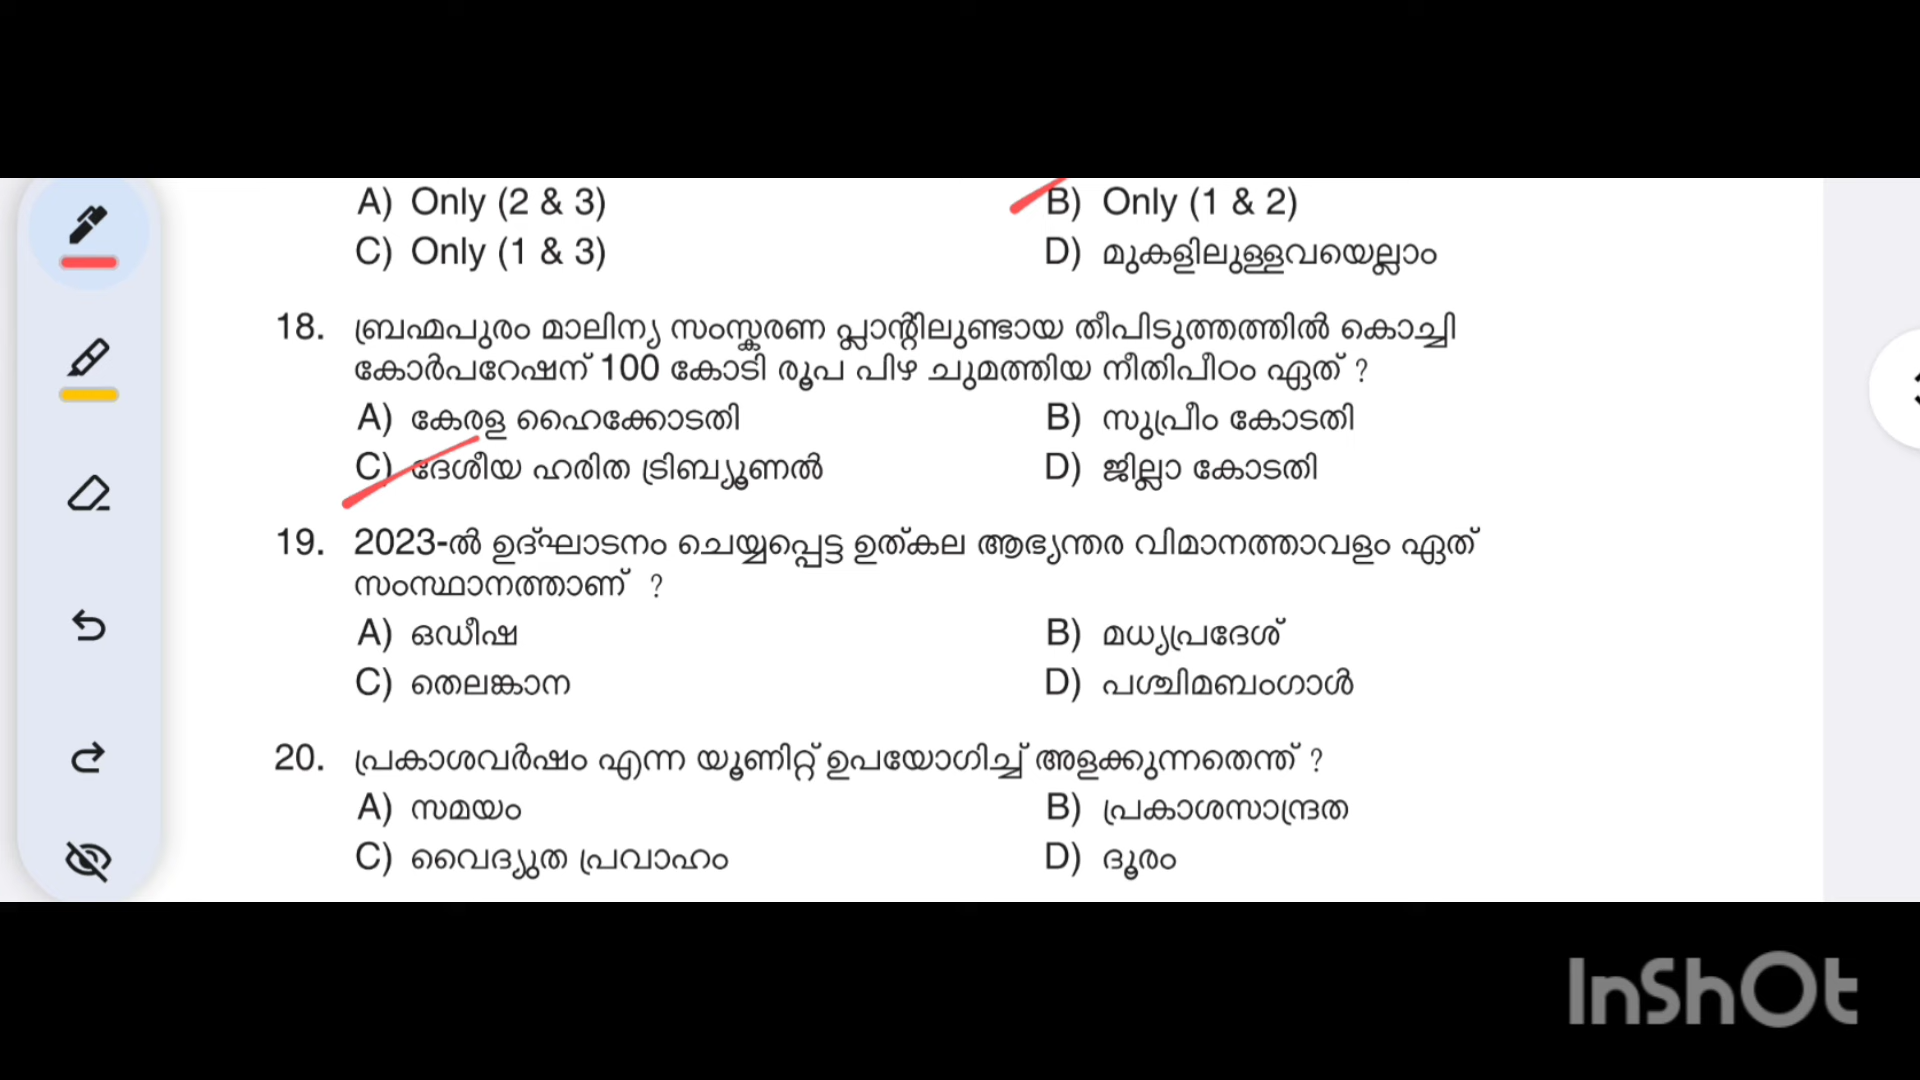 A) Only (2 & 3) B) Only (1 & 2)
C) Only (1 & 3) D) മുകളിലുള്ളവയെല്ലാം
18. ബ്രഹ്മപുരം മാലിന്യ സംസ്കരണ പ്ലാന്റിലുണ്ടായ തീപിടുത്തത്തിൽ കൊച്ചി
കോർപറേഷന് 100 കോടി രൂപ പിഴ ചുമത്തിയ നീതിപീഠം ഏത് ?
A) കേരള ഹൈക്കോടതി B) സുപ്രീം കോടതി
C) ദേശീയ ഹരിത ട്രിബ്യൂണൽ D) ജില്ലാ കോടതി
19. 2023-ൽ ഉദ്ഘാടനം ചെയ്യപ്പെട്ട ഉത്കല ആഭ്യന്തര വിമാനത്താവളം ഏത്
സംസ്ഥാനത്താണ് ?
A) ഒഡീഷ B) മധ്യപ്രദേശ്
C) തെലങ്കാന D) പശ്ചിമബംഗാൾ
20. പ്രകാശവർഷം എന്ന യൂണിറ്റ് ഉപയോഗിച്ച് അളക്കുന്നതെന്ത് ?
A) സമയം B) പ്രകാശസാന്ദ്രത
C) വൈദ്യുത പ്രവാഹം D) ദൂരം
InShOt